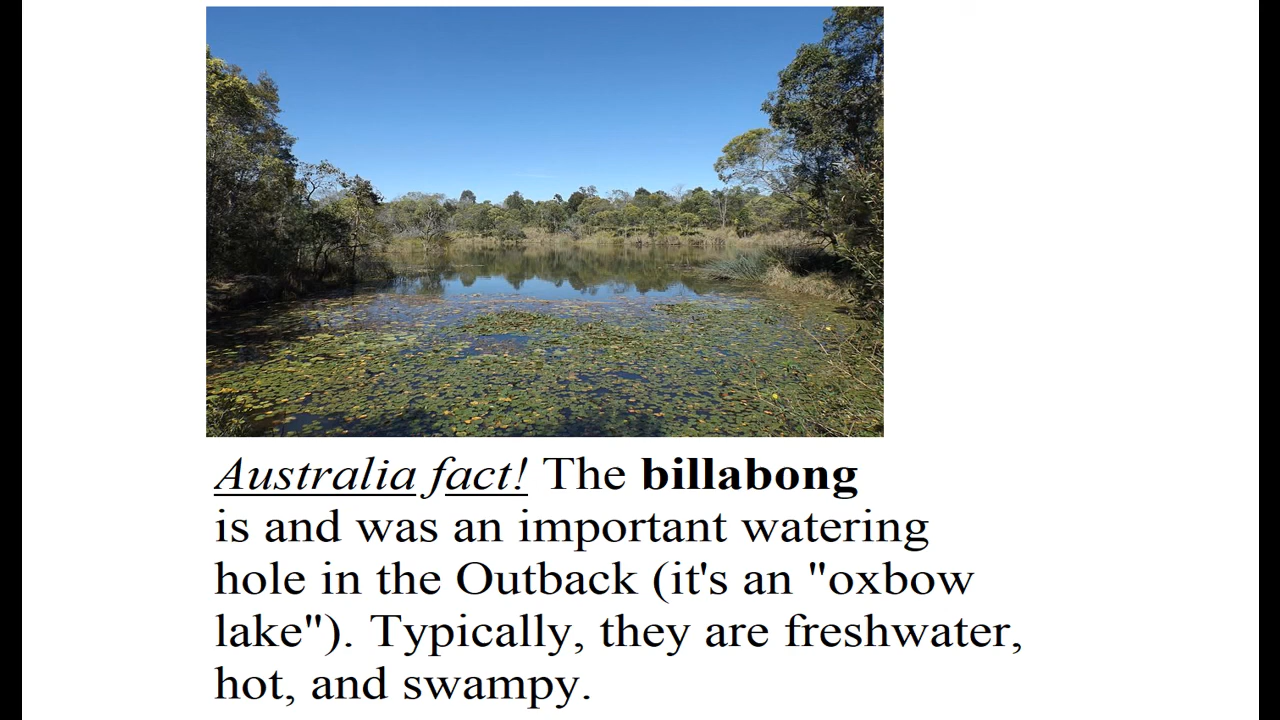 Australia fact! The billabong
is and was an important watering
hole in the Outback (it's an "oxbow
lake"). Typically, they are freshwater,
hot, and swampy.